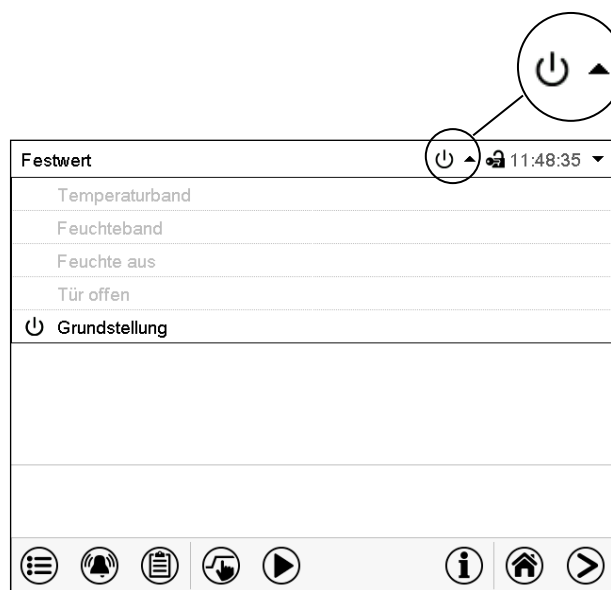 Festwert 11:48:35
Temperaturband
Feuchteband
Feuchte aus
Tür offen
Grundstellung